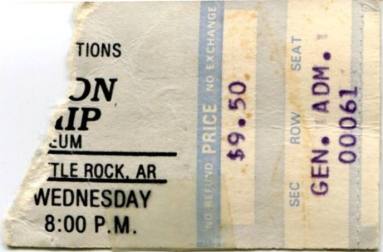 TIONS
ON
IP
EUM
TLE ROCK, AR
WEDNESDAY
8:00 P.M.
NO REFUND PRICE NO EXCHANGE
$9.50
SEC ROW SEAT
GEN. ADM.
00061